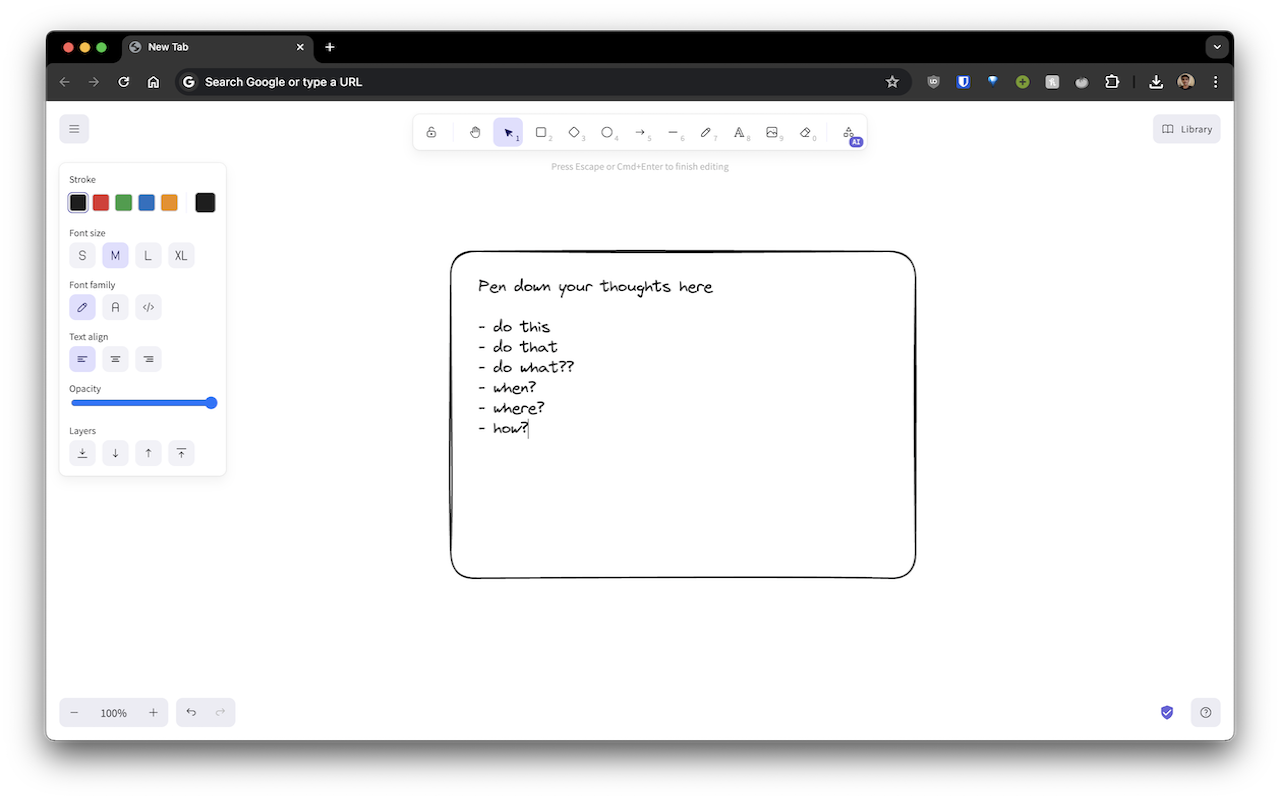 New Tab
Search Google or type a URL
1 2 3 4 5 6 7 8 9 0 AI
Library
Press Escape or Cmd+Enter to finish editing
Stroke
Font size
S M L XL
Font family
A </>
Text align
Opacity
Layers
Pen down your thoughts here
- do this
- do that
- do what??
- when?
- where?
- how?
100%